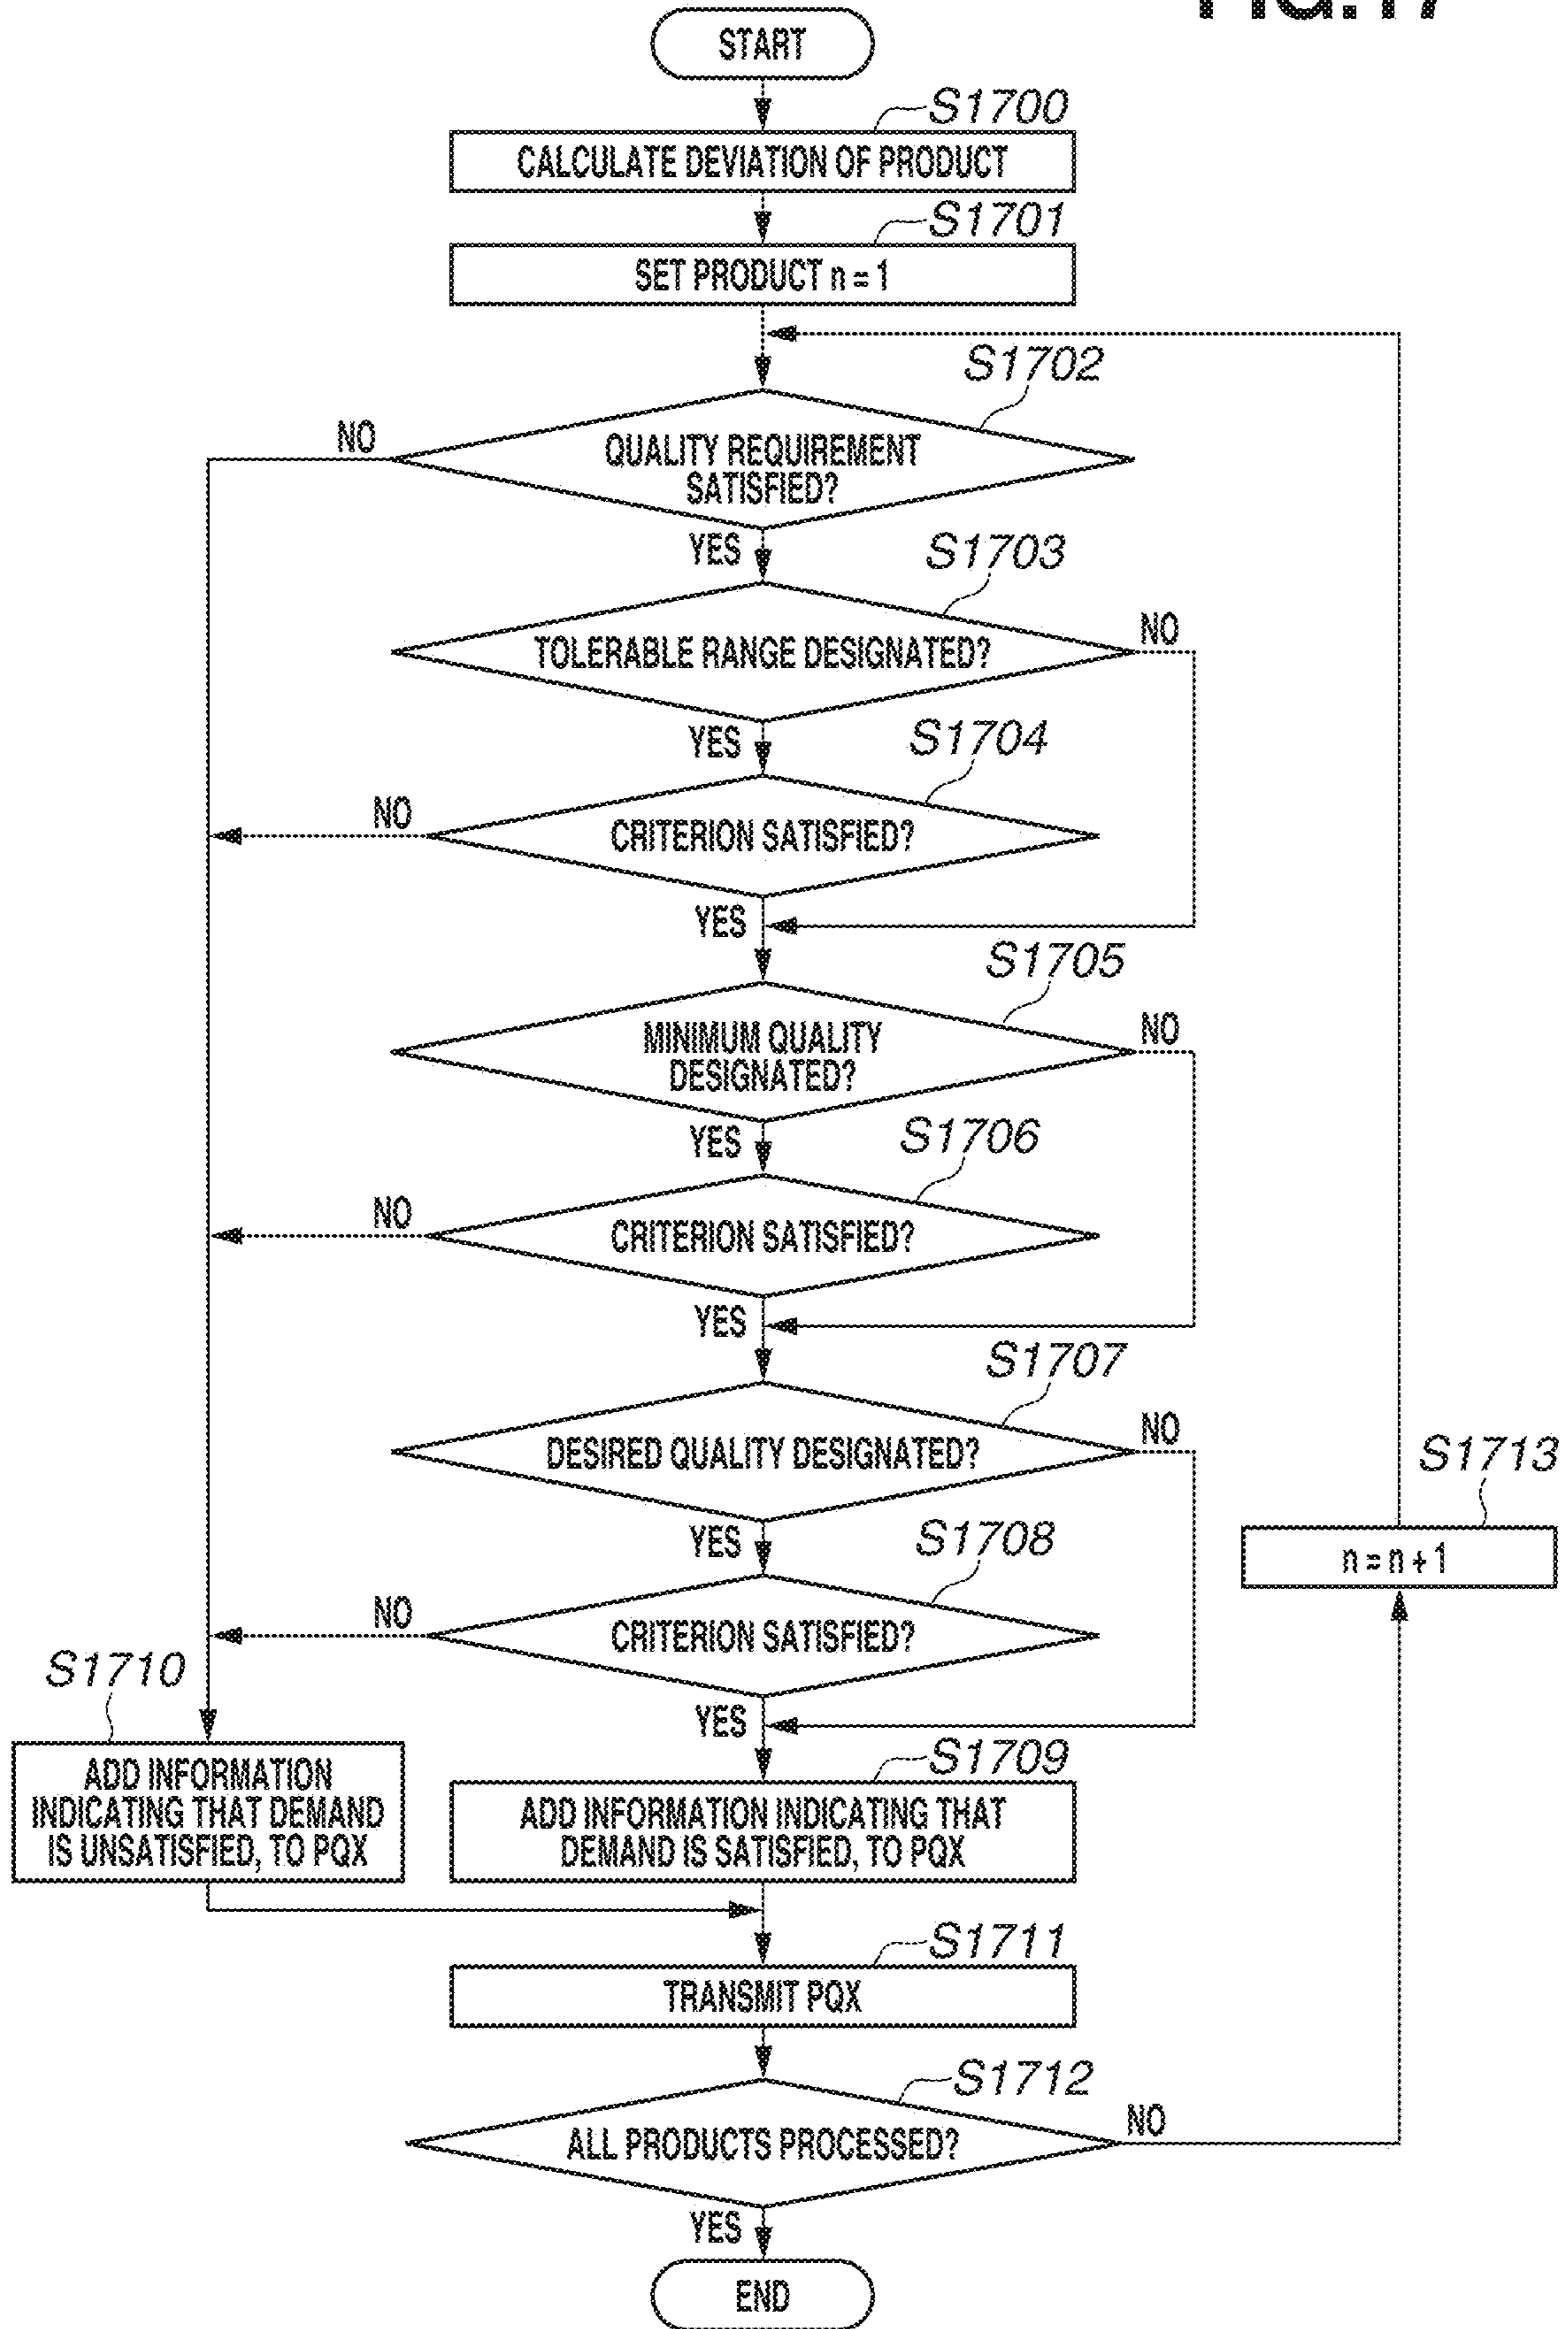 FIG.17
START
S1700
CALCULATE DEVIATION OF PRODUCT
S1701
SET PRODUCT n = 1
S1702
NO
QUALITY REQUIREMENT
SATISFIED?
YES
S1703
NO
TOLERABLE RANGE DESIGNATED?
YES
S1704
NO
CRITERION SATISFIED?
YES
S1705
NO
MINIMUM QUALITY
DESIGNATED?
YES
S1706
NO
CRITERION SATISFIED?
YES
S1707
NO
DESIRED QUALITY DESIGNATED?
S1713
YES
S1708
n = n + 1
NO
CRITERION SATISFIED?
S1710
YES
S1709
ADD INFORMATION
INDICATING THAT DEMAND
IS UNSATISFIED, TO PQX
ADD INFORMATION INDICATING THAT
DEMAND IS SATISFIED, TO PQX
S1711
TRANSMIT PQX
S1712
NO
ALL PRODUCTS PROCESSED?
YES
END